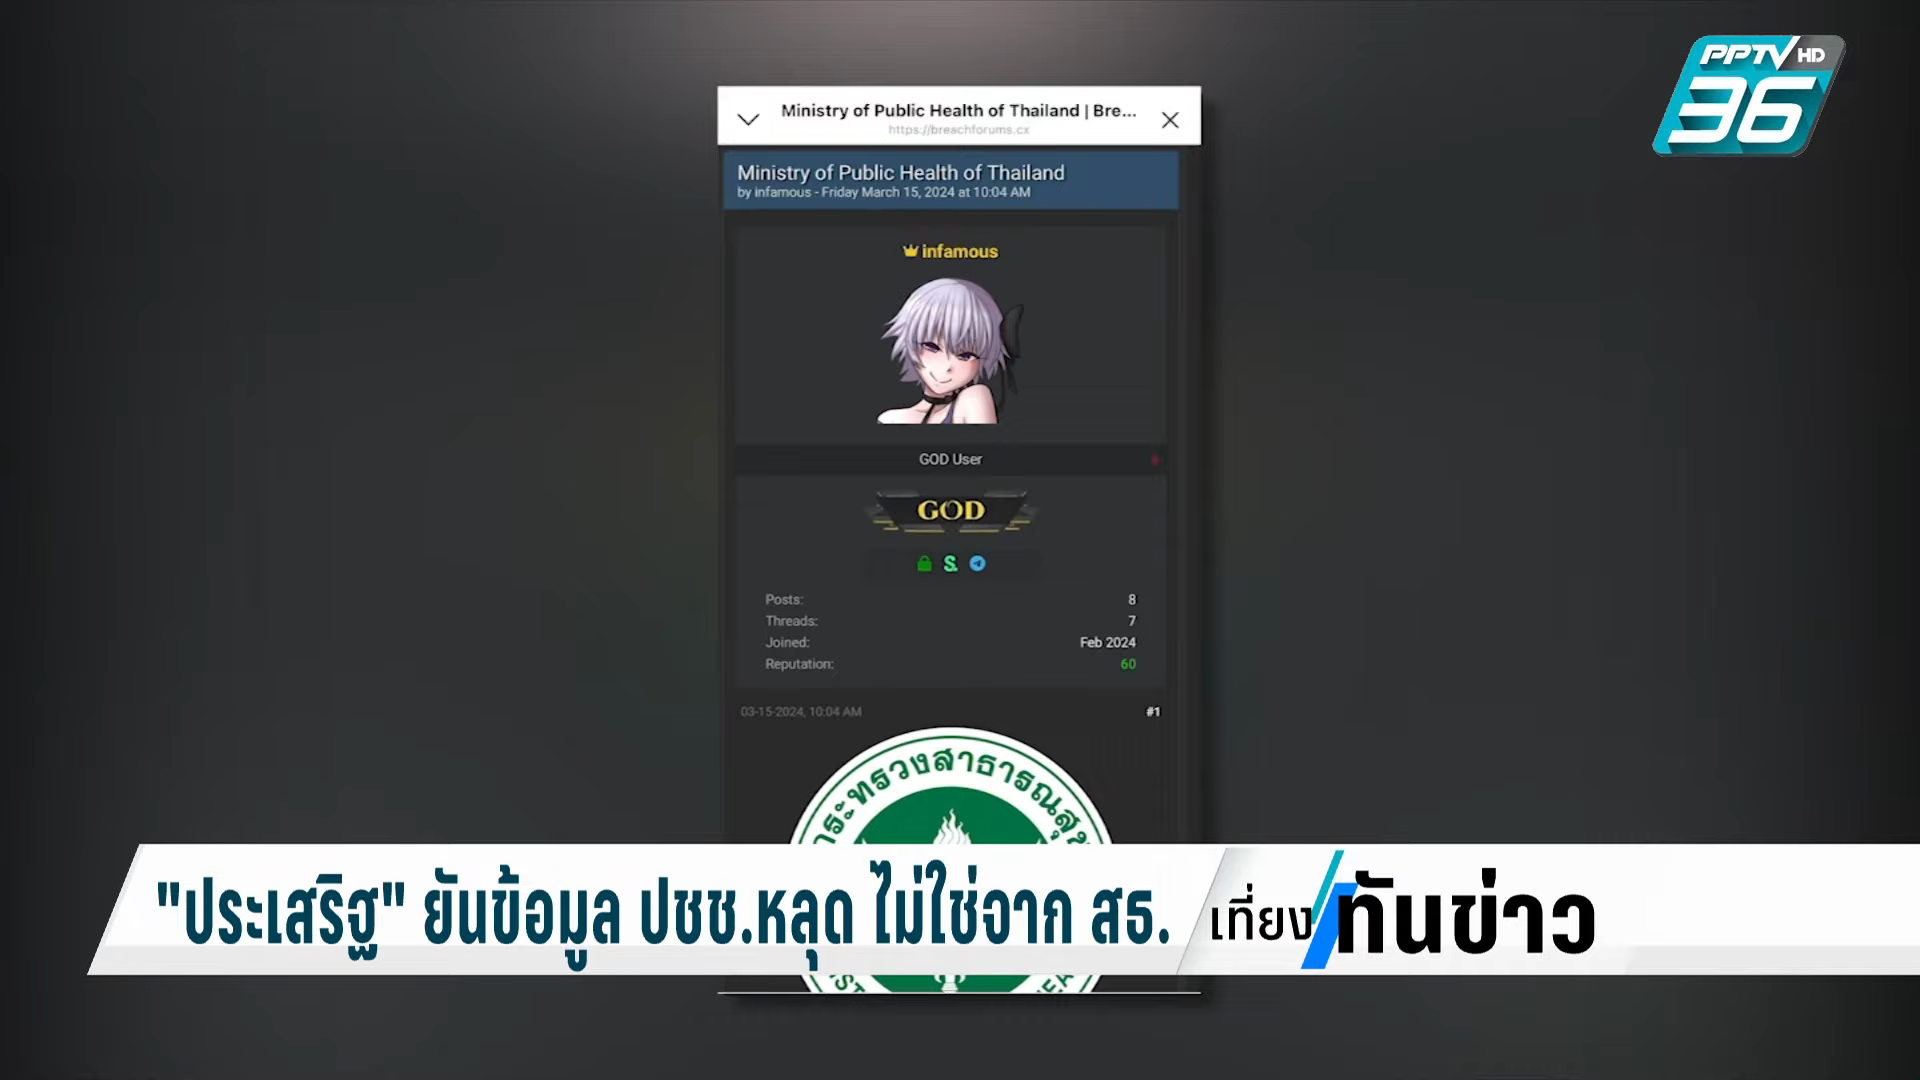 PPTV HD
36
Ministry of Public Health of Thailand | Bre...
https://breachforums.cx
Ministry of Public Health of Thailand
by infamous - Friday March 15, 2024 at 10:04 AM
infamous
GOD User
GOD
Posts: 8
Threads: 7
Joined: Feb 2024
Reputation: 60
03-15-2024, 10:04 AM #1
กระทรวงสาธารณสุข
"ประเสริฐ" ยันข้อมูล ปชช.หลุด ไม่ใช่จาก สธ.
เที่ยงทันข่าว